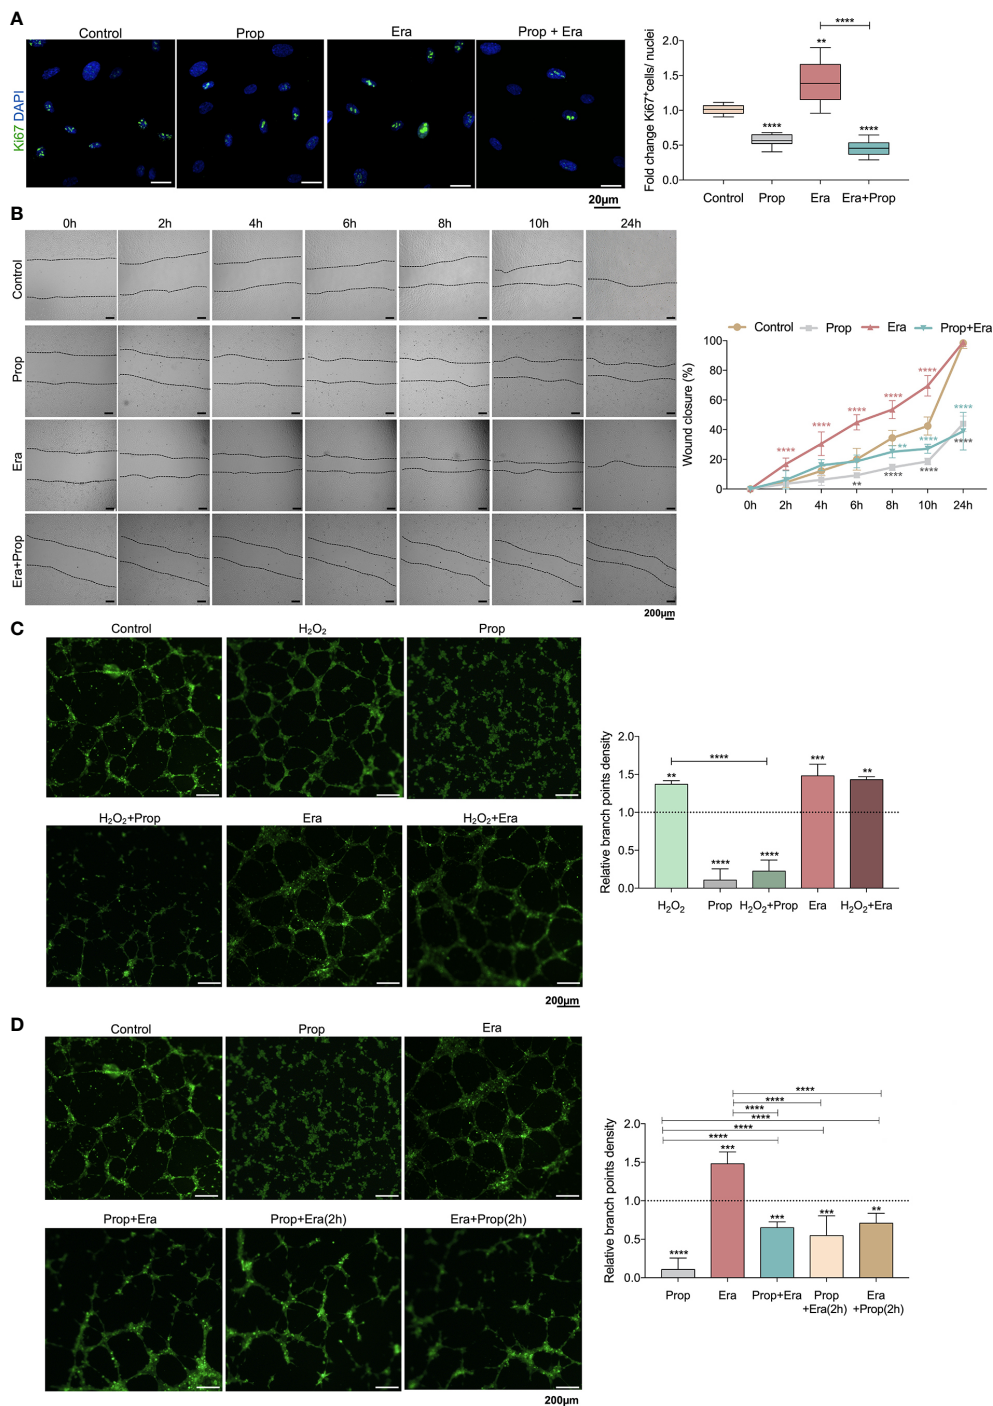 A
Control Prop Era Prop + Era
Ki67 DAPI
20µm
Fold change Ki67⁺cells/ nuclei
2.0
1.5
1.0
0.5
0.0
****
**
****
****
Control Prop Era Era+Prop
B
0h 2h 4h 6h 8h 10h 24h
Control
Prop
Era
Era+Prop
200µm
Control Prop Era Prop+Era
Wound closure (%)
100
80
60
40
20
0
****
****
****
****
****
**
****
****
**
****
****
****
0h 2h 4h 6h 8h 10h 24h
C
Control H₂O₂ Prop
H₂O₂+Prop Era H₂O₂+Era
200µm
Relative branch points density
2.0
1.5
1.0
0.5
0.0
****
**
****
****
***
**
H₂O₂ Prop H₂O₂+Prop Era H₂O₂+Era
D
Control Prop Era
Prop+Era Prop+Era(2h) Era+Prop(2h)
200µm
Relative branch points density
2.0
1.5
1.0
0.5
0.0
****
****
****
****
****
****
****
***
***
***
**
Prop Era Prop+Era Prop Era
+Era(2h) +Prop(2h)